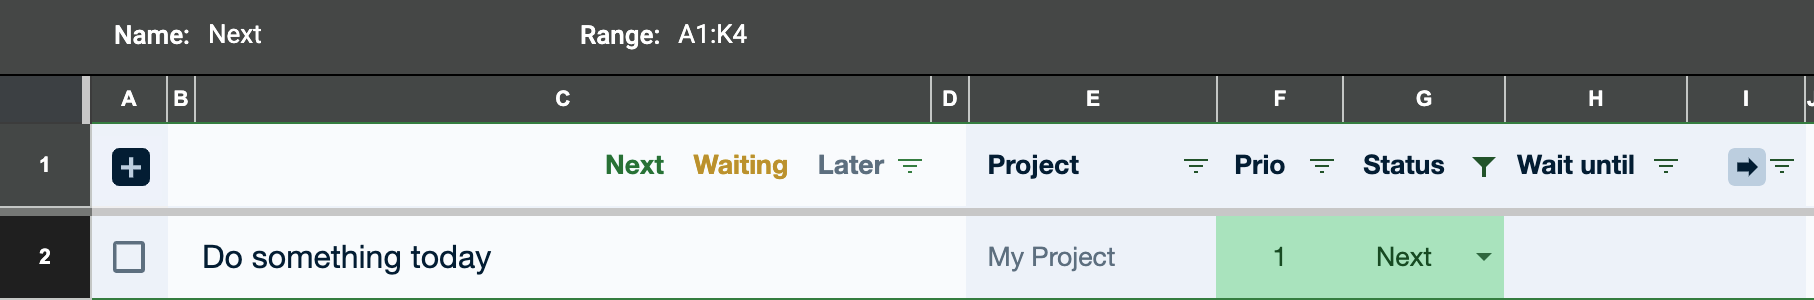 Name: Next Range: A1:K4
A B C D E F G H I J
1 Next Waiting Later Project Prio Status Wait until
2 Do something today My Project 1 Next